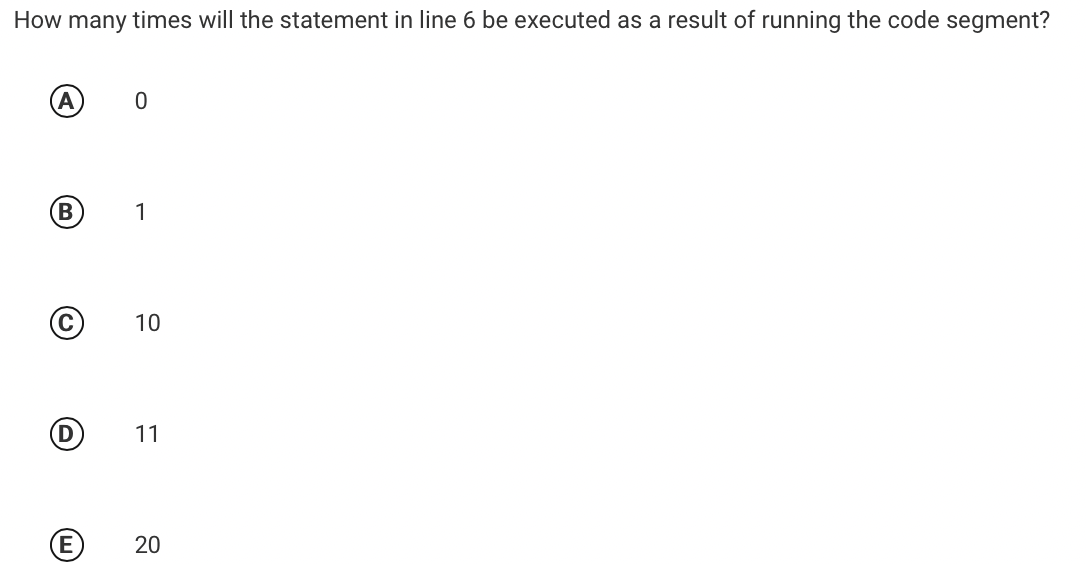 How many times will the statement in line 6 be executed as a result of running the code segment?
A 0
B 1
C 10
D 11
E 20